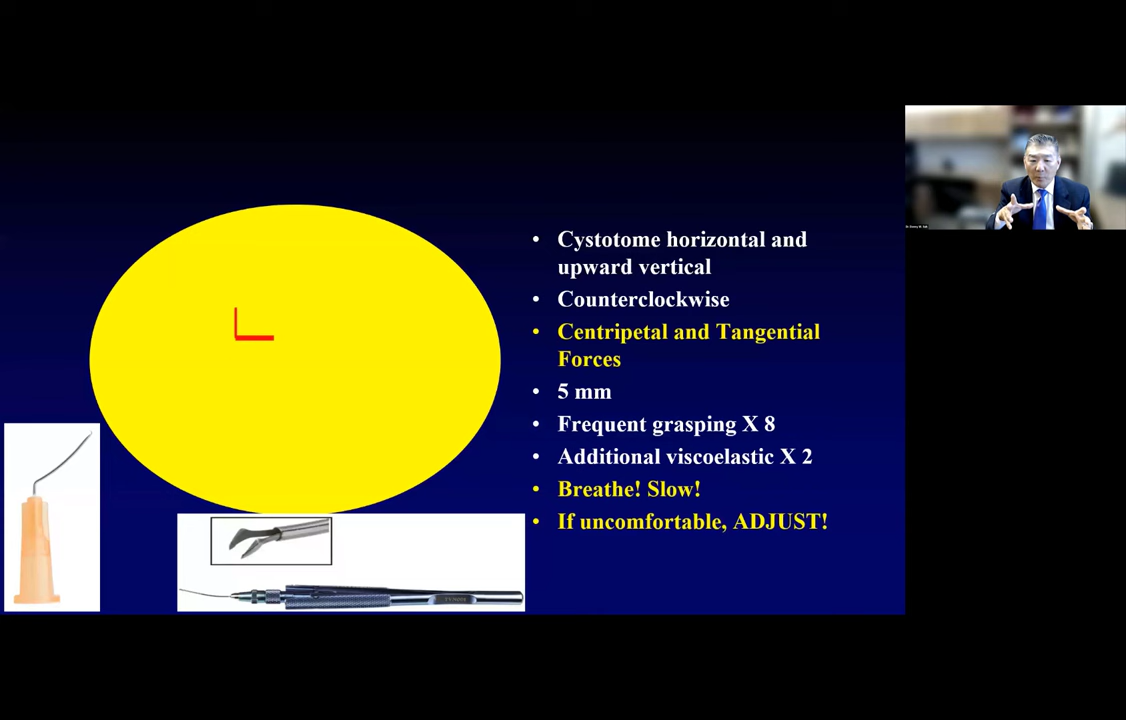 • Cystotome horizontal and
upward vertical
• Counterclockwise
• Centripetal and Tangential
Forces
• 5 mm
• Frequent grasping X 8
• Additional viscoelastic X 2
• Breathe! Slow!
• If uncomfortable, ADJUST!